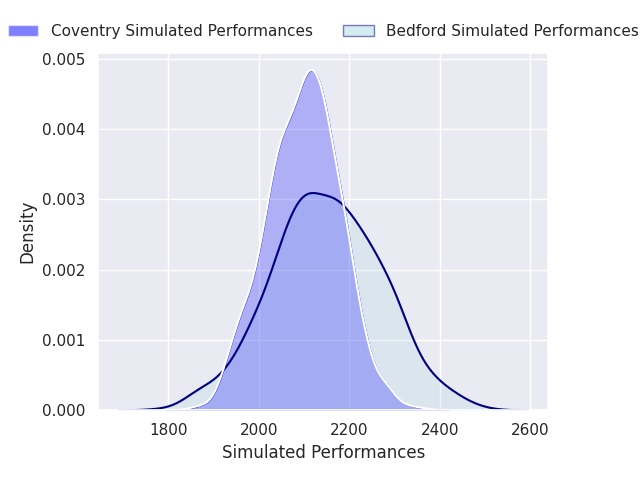 Coventry Simulated Performances
Bedford Simulated Performances
0.005
0.004
0.003
0.002
0.001
0.000
Density
1800 2000 2200 2400 2600
Simulated Performances